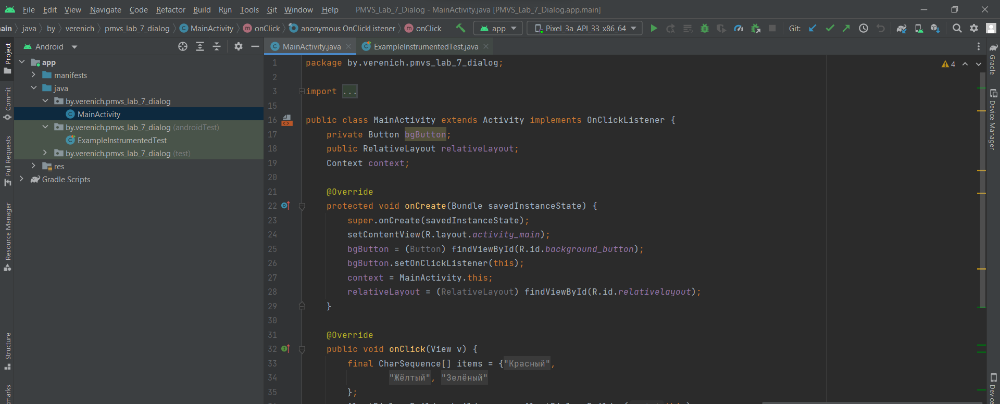 File Edit View Navigate Code Refactor Build Run Tools Git Window Help PMVS_Lab_7_Dialog - MainActivity.java [PMVS_Lab_7_Dialog.app.main]
ain java by verenich pmvs_lab_7_dialog MainActivity onClick anonymous OnClickListener onClick app Pixel_3a_API_33_x86_64 Git:
Project
Commit
Pull Requests
Resource Manager
Structure
Android
app
manifests
java
by.verenich.pmvs_lab_7_dialog
MainActivity
by.verenich.pmvs_lab_7_dialog (androidTest)
ExampleInstrumentedTest
by.verenich.pmvs_lab_7_dialog (test)
res
Gradle Scripts
MainActivity.java ExampleInstrumentedTest.java
4
1 package by.verenich.pmvs_lab_7_dialog;
2
3 import ...
15
16 public class MainActivity extends Activity implements OnClickListener {
17 private Button bgButton;
18 public RelativeLayout relativeLayout;
19 Context context;
20
21 @Override
22 protected void onCreate(Bundle savedInstanceState) {
23 super.onCreate(savedInstanceState);
24 setContentView(R.layout.activity_main);
25 bgButton = (Button) findViewById(R.id.background_button);
26 bgButton.setOnClickListener(this);
27 context = MainActivity.this;
28 relativeLayout = (RelativeLayout) findViewById(R.id.relativelayout);
29 }
30
31 @Override
32 public void onClick(View v) {
33 final CharSequence[] items = {"Красный",
34 "Жёлтый", "Зелёный"
35 };
Gradle
Device Manager